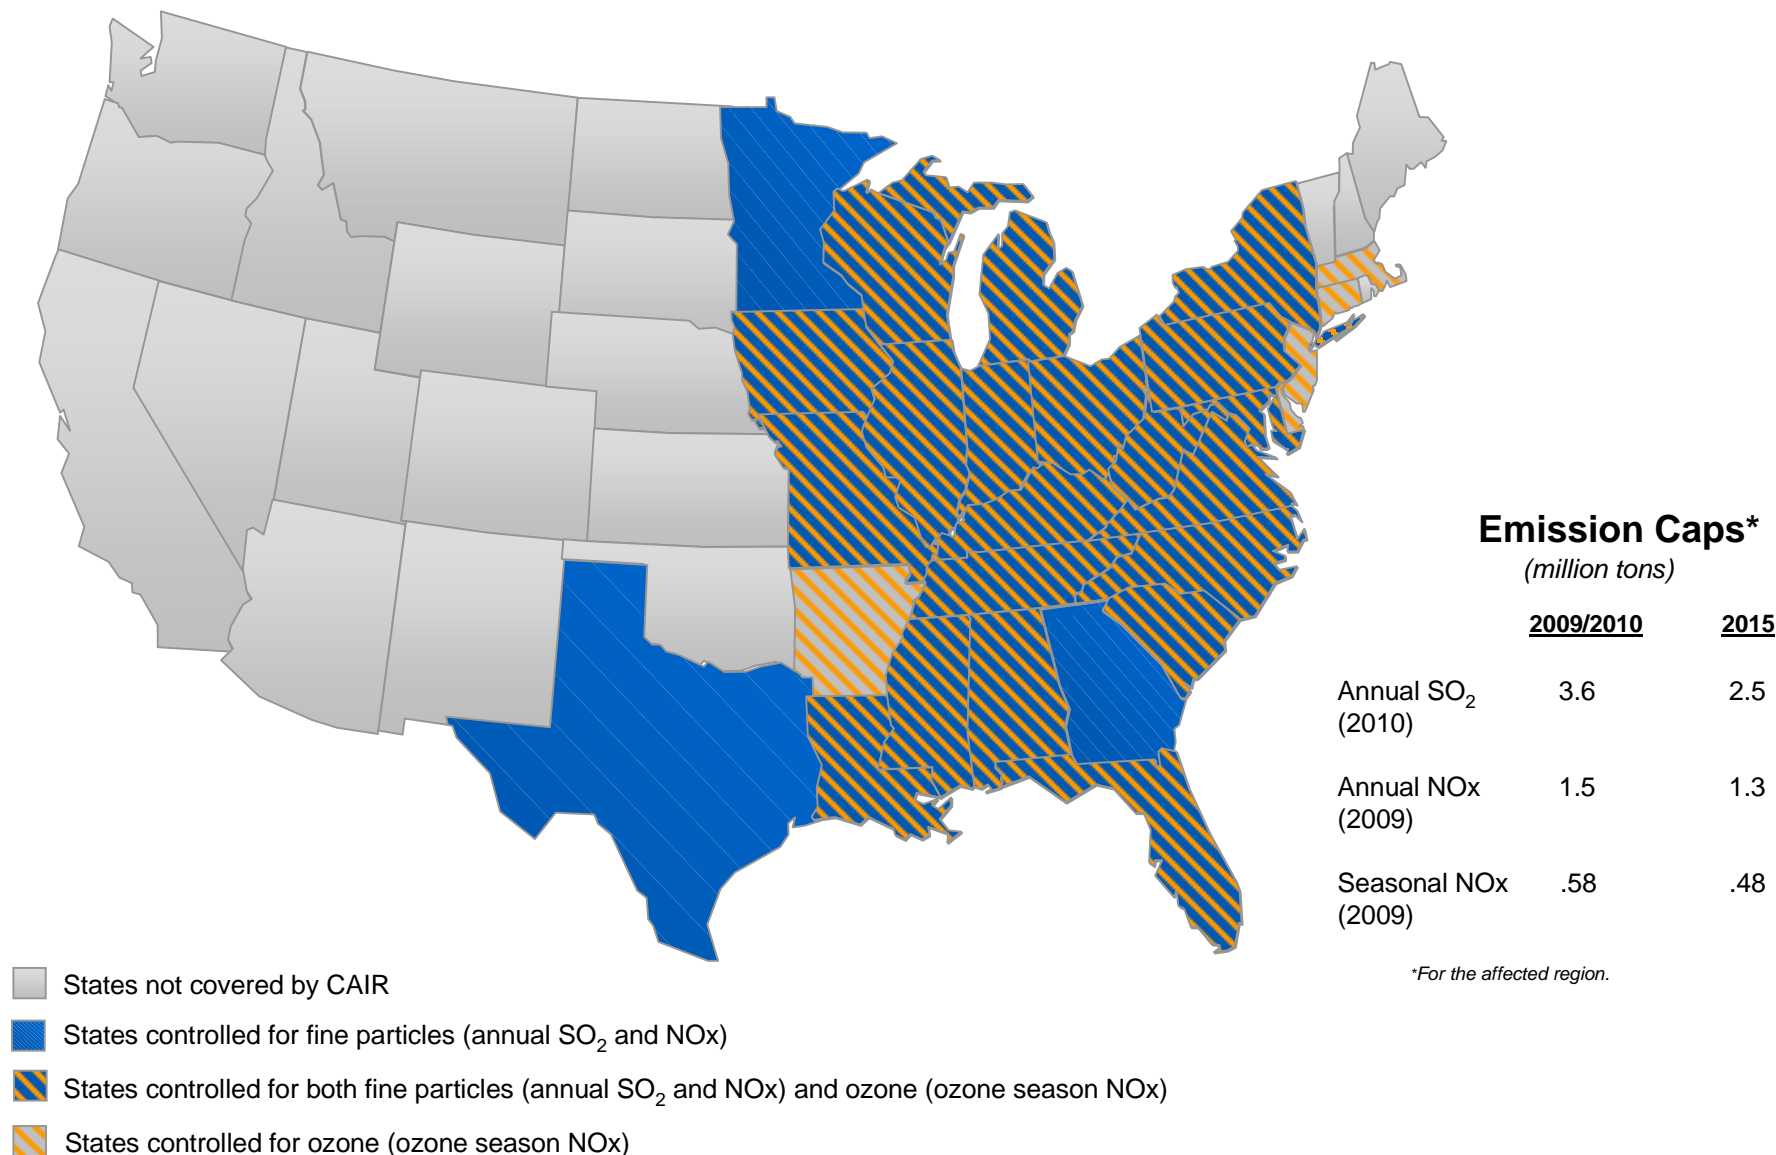 Emission Caps*
(million tons)
2009/2010 2015
Annual SO2 3.6 2.5
(2010)
Annual NOx 1.5 1.3
(2009)
Seasonal NOx .58 .48
(2009)
*For the affected region.
States not covered by CAIR
States controlled for fine particles (annual SO2 and NOx)
States controlled for both fine particles (annual SO2 and NOx) and ozone (ozone season NOx)
States controlled for ozone (ozone season NOx)